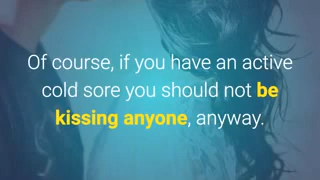 Of course, if you have an active
cold sore you should not be
kissing anyone, anyway.